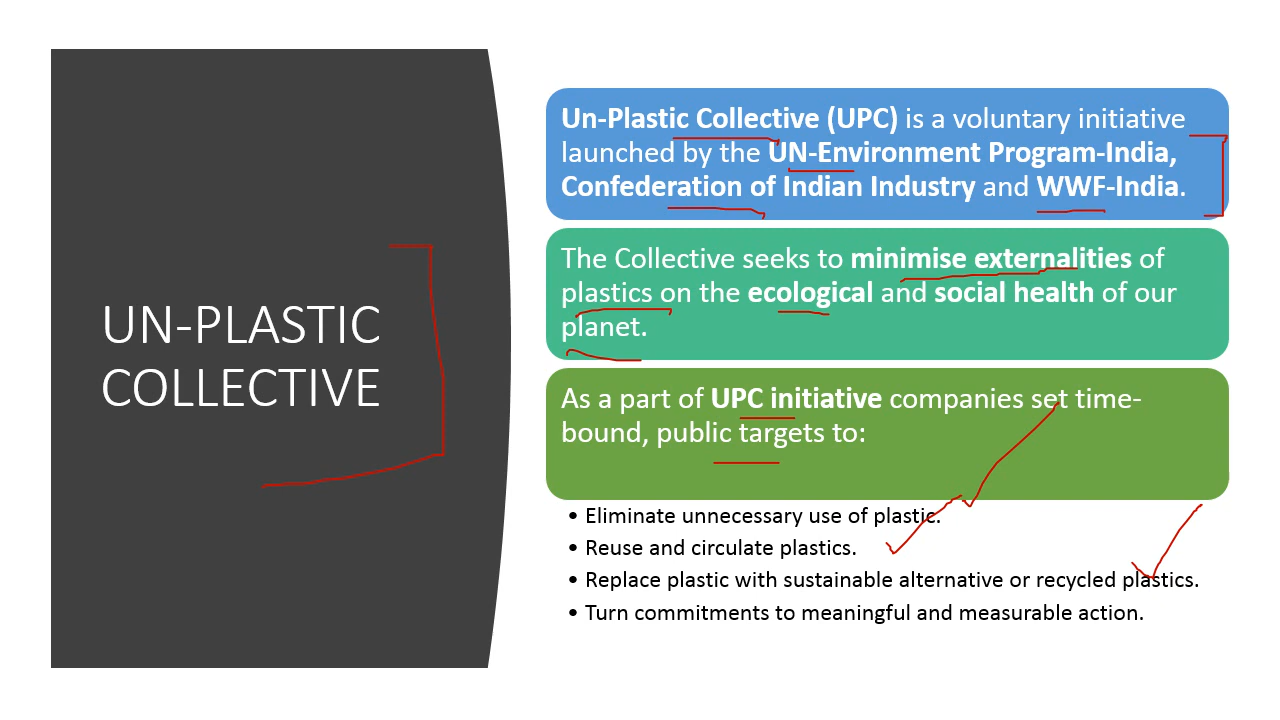 UN-PLASTIC
COLLECTIVE
Un-Plastic Collective (UPC) is a voluntary initiative
launched by the UN-Environment Program-India,
Confederation of Indian Industry and WWF-India.
The Collective seeks to minimise externalities of
plastics on the ecological and social health of our
planet.
As a part of UPC initiative companies set time-
bound, public targets to:
• Eliminate unnecessary use of plastic.
• Reuse and circulate plastics.
• Replace plastic with sustainable alternative or recycled plastics.
• Turn commitments to meaningful and measurable action.